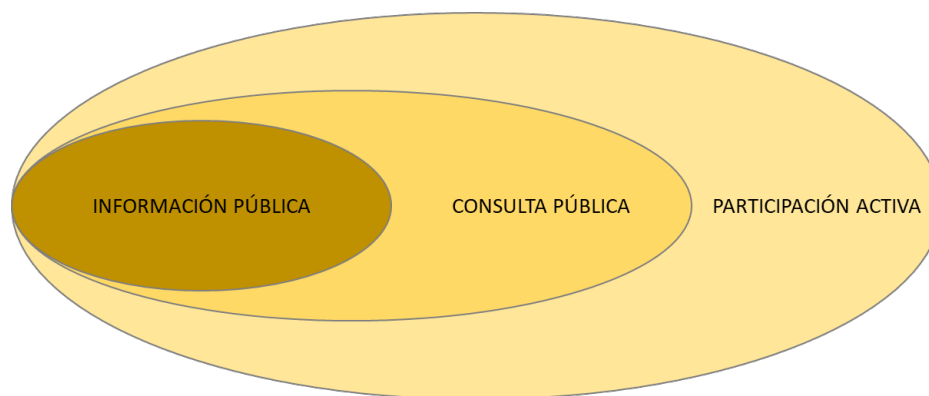 INFORMACIÓN PÚBLICA
CONSULTA PÚBLICA
PARTICIPACIÓN ACTIVA